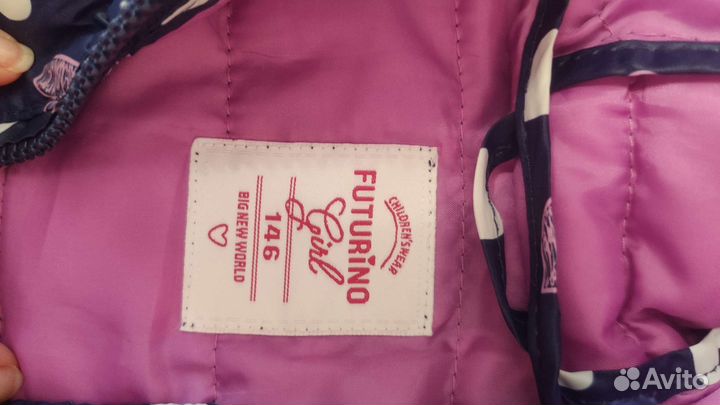 CHILDREN'SWEAR
FUTURiNO
Girl
146
BIG NEW WORLD
Avito